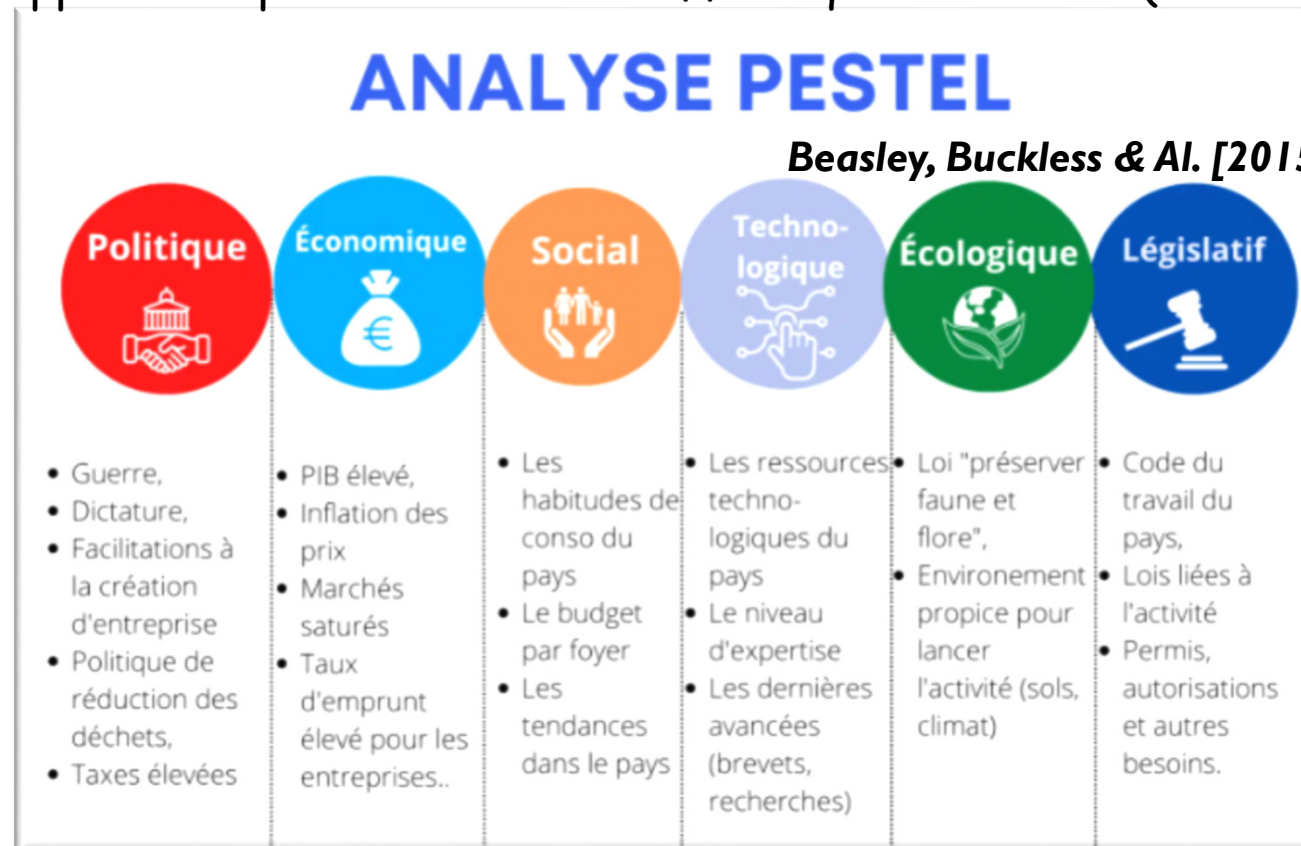 ANALYSE PESTEL
Beasley, Buckless & Al. [2015
Politique
Économique
Social
Techno-
logique
Écologique
Législatif
€
• Guerre,
• Dictature,
• Facilitations à
la création
d'entreprise
• Politique de
réduction des
déchets,
• Taxes élevées
• PIB élevé,
• Inflation des
prix
• Marchés
saturés
• Taux
d'emprunt
élevé pour les
entreprises..
• Les
habitudes de
conso du
pays
• Le budget
par foyer
• Les
tendances
dans le pays
• Les ressources
techno-
logiques du
pays
• Le niveau
d'expertise
• Les dernières
avancées
(brevets,
recherches)
• Loi "préserver
faune et
flore",
• Environement
propice pour
lancer
l'activité (sols,
climat)
• Code du
travail du
pays,
• Lois liées à
l'activité
• Permis,
autorisations
et autres
besoins.